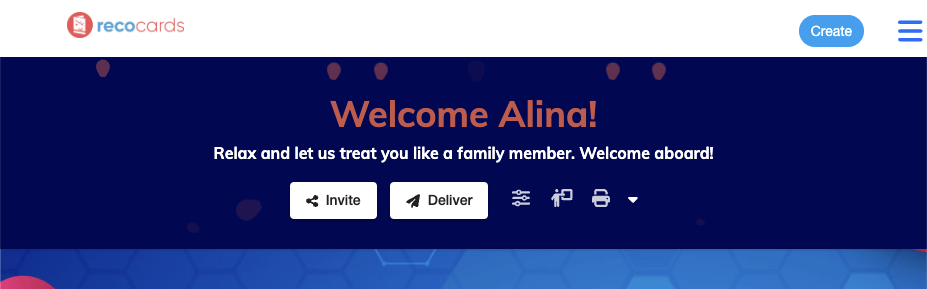 recocards
Create
Welcome Alina!
Relax and let us treat you like a family member. Welcome aboard!
Invite
Deliver